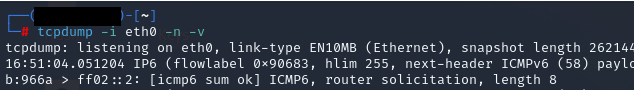 [~]
# tcpdump -i eth0 -n -v
tcpdump: listening on eth0, link-type EN10MB (Ethernet), snapshot length 262144
16:51:04.051204 IP6 (flowlabel 0x90683, hlim 255, next-header ICMPv6 (58) paylo
b:966a > ff02::2: [icmp6 sum ok] ICMP6, router solicitation, length 8